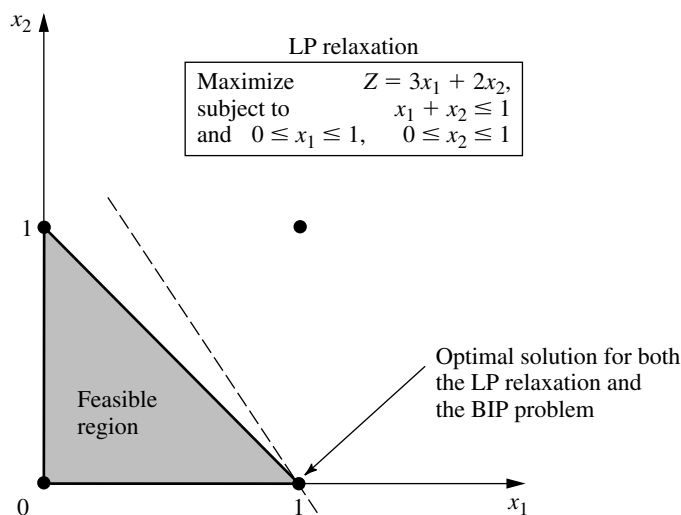 x₂
LP relaxation
Maximize Z = 3x₁ + 2x₂,
subject to x₁ + x₂ ≤ 1
and 0 ≤ x₁ ≤ 1, 0 ≤ x₂ ≤ 1
1
Optimal solution for both
the LP relaxation and
the BIP problem
Feasible
region
0
1
x₁